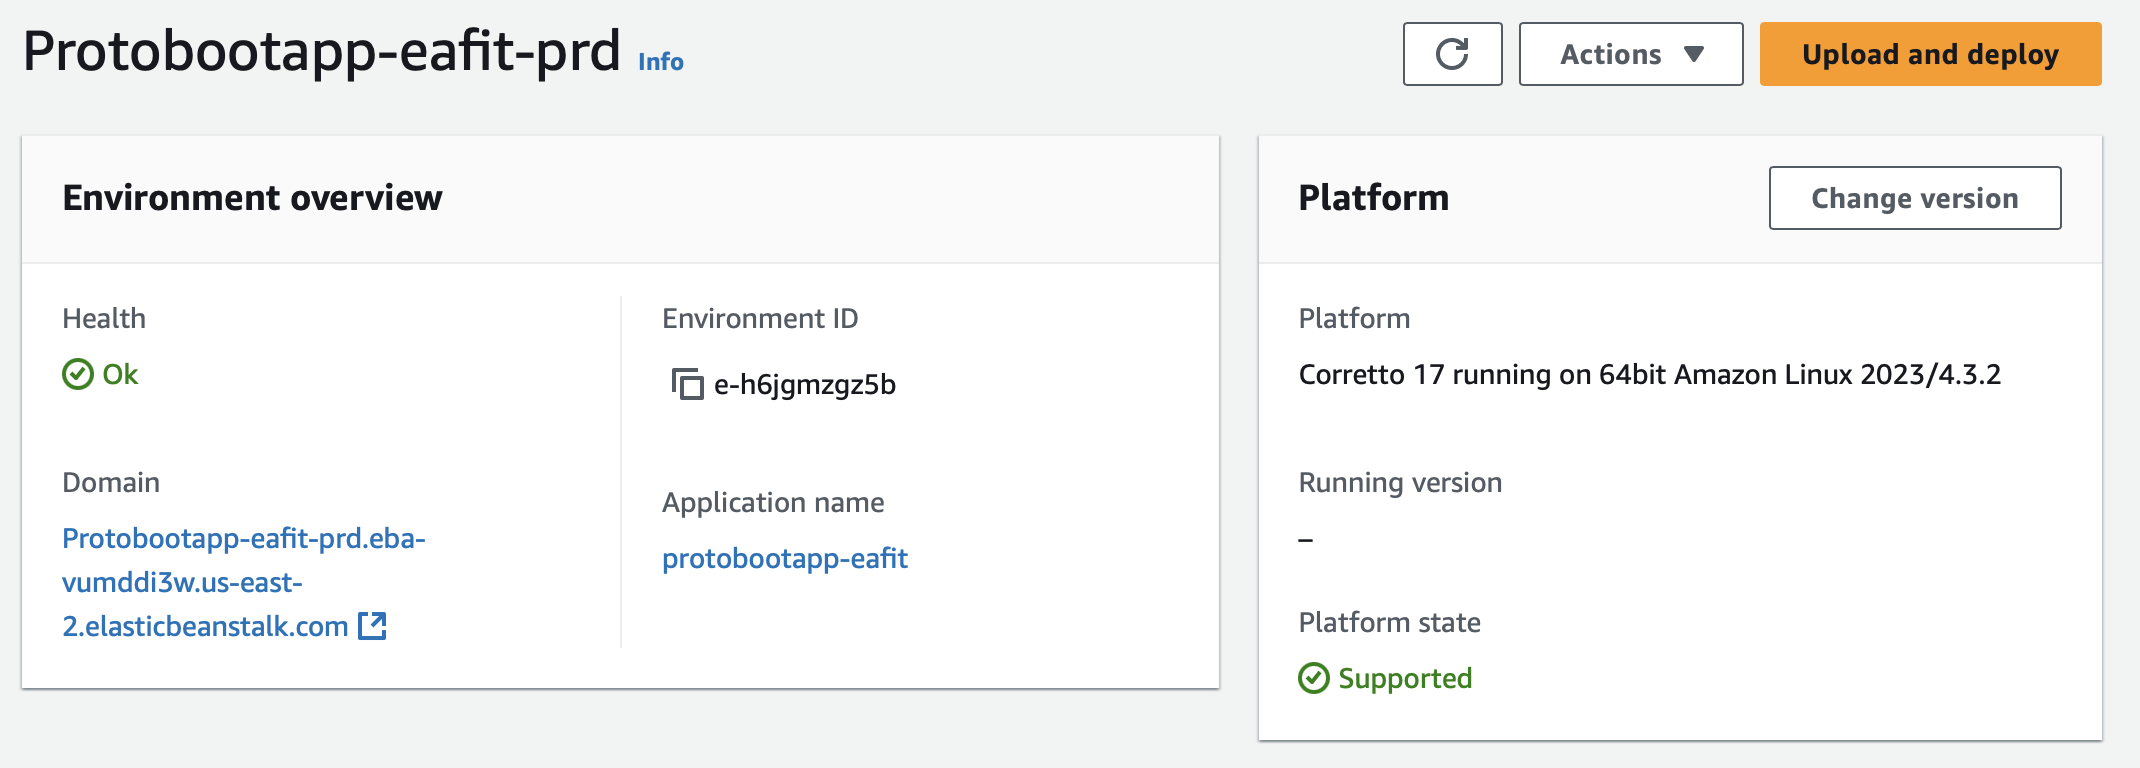 Protobootapp-eafit-prd Info
Actions
Upload and deploy
Environment overview
Health
Ok
Domain
Protobootapp-eafit-prd.eba-
vumddi3w.us-east-
2.elasticbeanstalk.com
Environment ID
e-h6jgmzgz5b
Application name
protobootapp-eafit
Platform
Change version
Platform
Corretto 17 running on 64bit Amazon Linux 2023/4.3.2
Running version
–
Platform state
Supported